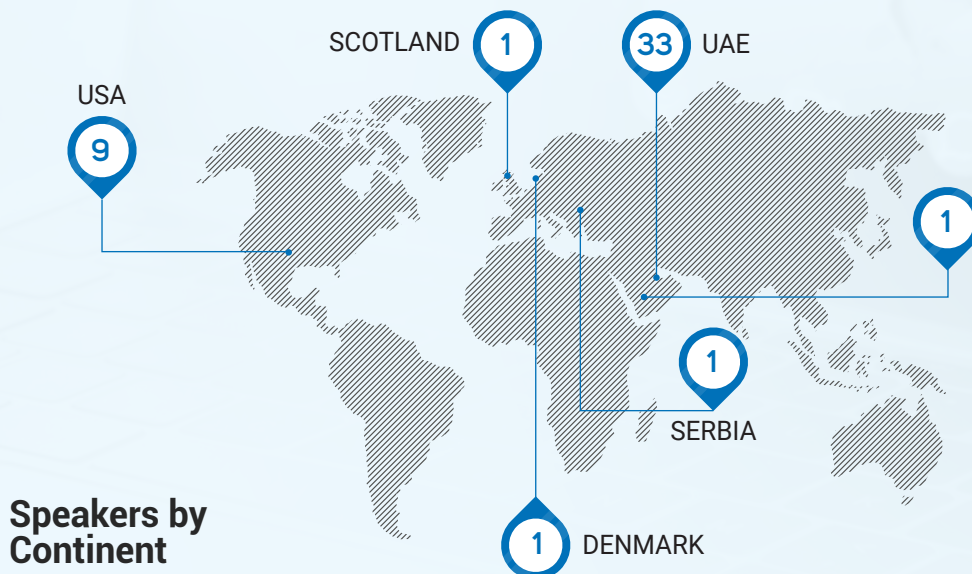 SCOTLAND
1
33
UAE
USA
9
1
1
SERBIA
Speakers by
Continent
1
DENMARK